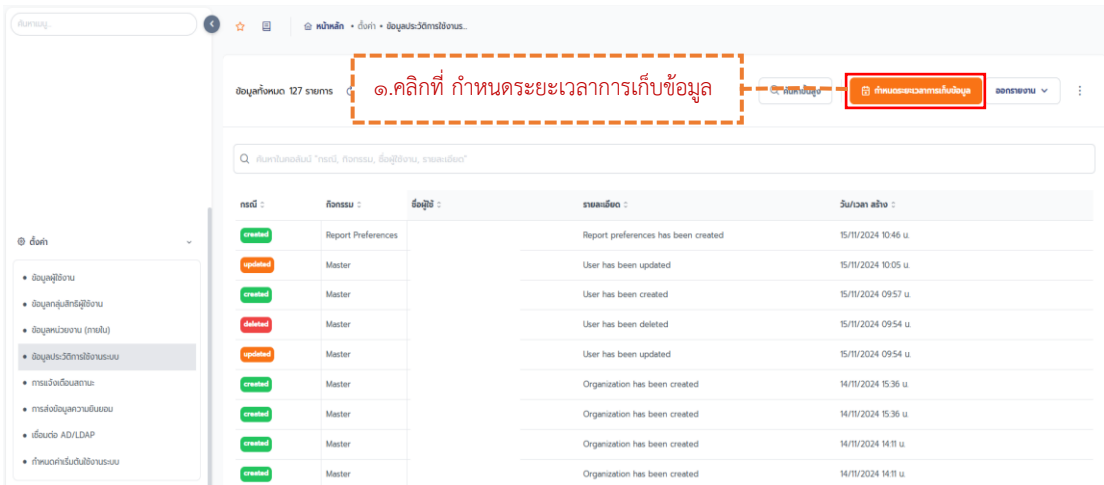 ค้นหาเมนู...
หน้าหลัก • ตั้งค่า • ข้อมูลประวัติการใช้งานร...
ข้อมูลทั้งหมด 127 รายการ
๑.คลิกที่ กำหนดระยะเวลาการเก็บข้อมูล
ค้นหาขั้นสูง
กำหนดระยะเวลาการเก็บข้อมูล
ออกรายงาน
ค้นหาในคอลัมน์ "กรณี, กิจกรรม, ชื่อผู้ใช้งาน, รายละเอียด"
กรณี กิจกรรม ชื่อผู้ใช้ รายละเอียด วัน/เวลา สร้าง
created Report Preferences Report preferences has been created 15/11/2024 10:46 น.
updated Master User has been updated 15/11/2024 10:05 น.
created Master User has been created 15/11/2024 09:57 น.
deleted Master User has been deleted 15/11/2024 09:54 น.
updated Master User has been updated 15/11/2024 09:54 น.
created Master Organization has been created 14/11/2024 15:36 น.
created Master Organization has been created 14/11/2024 15:36 น.
created Master Organization has been created 14/11/2024 14:11 น.
created Master Organization has been created 14/11/2024 14:11 น.
ตั้งค่า
• ข้อมูลผู้ใช้งาน
• ข้อมูลกลุ่มสิทธิผู้ใช้งาน
• ข้อมูลหน่วยงาน (ภายใน)
• ข้อมูลประวัติการใช้งานระบบ
• การแจ้งเตือนสถานะ
• การส่งข้อมูลความยินยอม
• เชื่อมต่อ AD/LDAP
• กำหนดค่าเริ่มต้นใช้งานระบบ